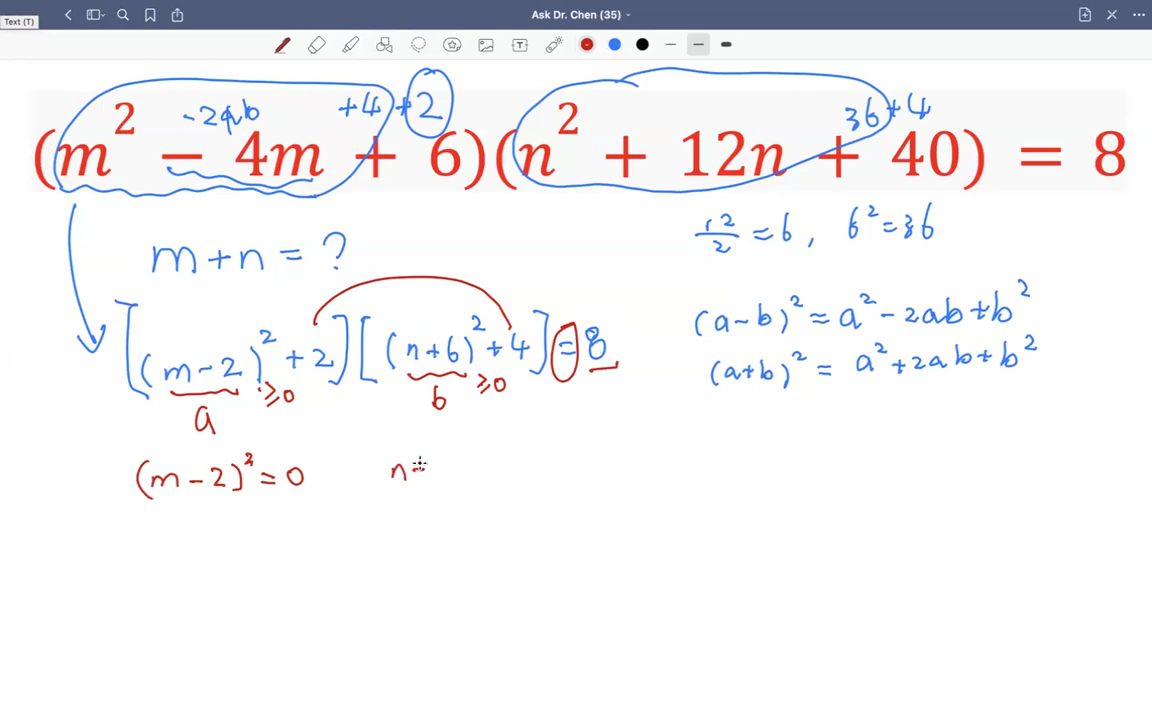 Ask Dr. Chen (35)
Text (T)
-2ab +4 +2 36+4
(m² − 4m + 6)(n² + 12n + 40) = 8
12/2 = 6, 6² = 36
m+n = ?
(a-b)² = a² - 2ab + b²
[(m-2)² + 2][(n+6)² + 4] = 8
(a+b)² = a² + 2ab + b²
≥0 ≥0
a b
(m-2)² = 0 n